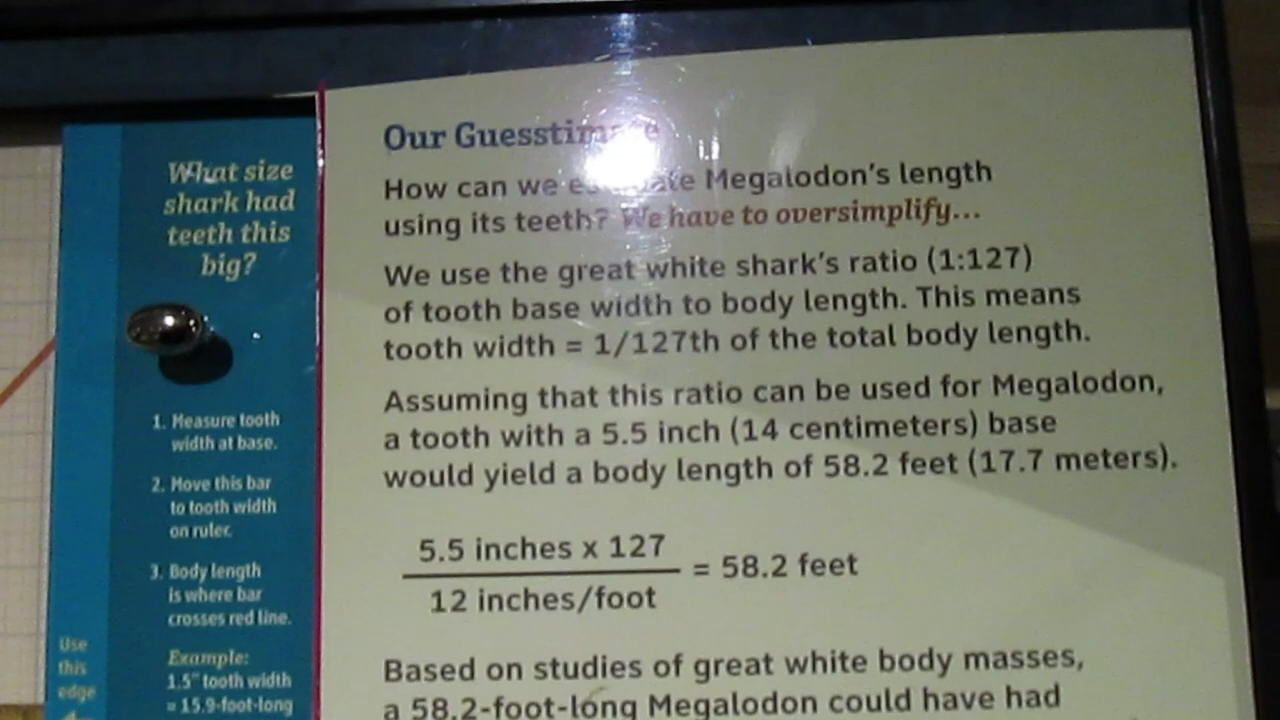 What size
shark had
teeth this
big?
1. Measure tooth
width at base.
2. Move this bar
to tooth width
on ruler.
3. Body length
is where bar
crosses red line.
Example:
1.5" tooth width
= 15.9-foot-long
Use
this
edge
Our Guesstimate
How can we estimate Megalodon's length
using its teeth? We have to oversimplify...
We use the great white shark's ratio (1:127)
of tooth base width to body length. This means
tooth width = 1/127th of the total body length.
Assuming that this ratio can be used for Megalodon,
a tooth with a 5.5 inch (14 centimeters) base
would yield a body length of 58.2 feet (17.7 meters).
5.5 inches x 127
= 58.2 feet
12 inches/foot
Based on studies of great white body masses,
a 58.2-foot-long Megalodon could have had